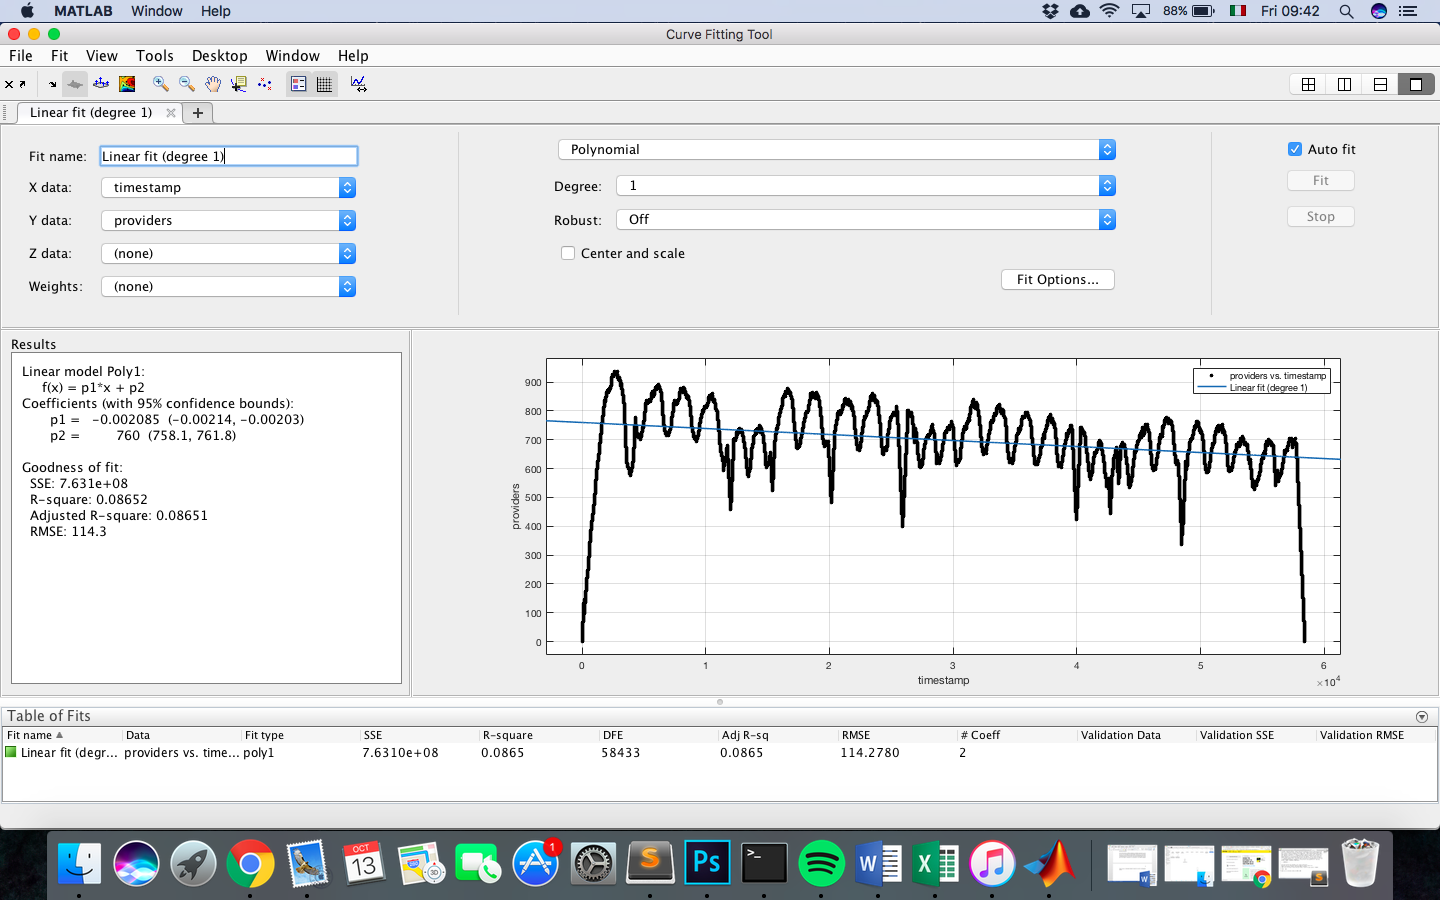 MATLAB Window Help 88% Fri 09:42
Curve Fitting Tool
File Fit View Tools Desktop Window Help
Linear fit (degree 1)
Fit name: Linear fit (degree 1)
X data: timestamp
Y data: providers
Z data: (none)
Weights: (none)
Polynomial
Degree: 1
Robust: Off
Center and scale
Fit Options...
Auto fit
Fit
Stop
Results
Linear model Poly1:
f(x) = p1*x + p2
Coefficients (with 95% confidence bounds):
p1 = -0.002085 (-0.00214, -0.00203)
p2 = 760 (758.1, 761.8)
Goodness of fit:
SSE: 7.631e+08
R-square: 0.08652
Adjusted R-square: 0.08651
RMSE: 114.3
providers vs. timestamp
Linear fit (degree 1)
900
800
700
600
500
400
300
200
100
0
providers
0 1 2 3 4 5 6
timestamp
×10⁴
Table of Fits
Fit name Data Fit type SSE R-square DFE Adj R-sq RMSE # Coeff Validation Data Validation SSE Validation RMSE
Linear fit (degr... providers vs. time... poly1 7.6310e+08 0.0865 58433 0.0865 114.2780 2
OCT
13
3D
1
S
Ps
>_
W
X